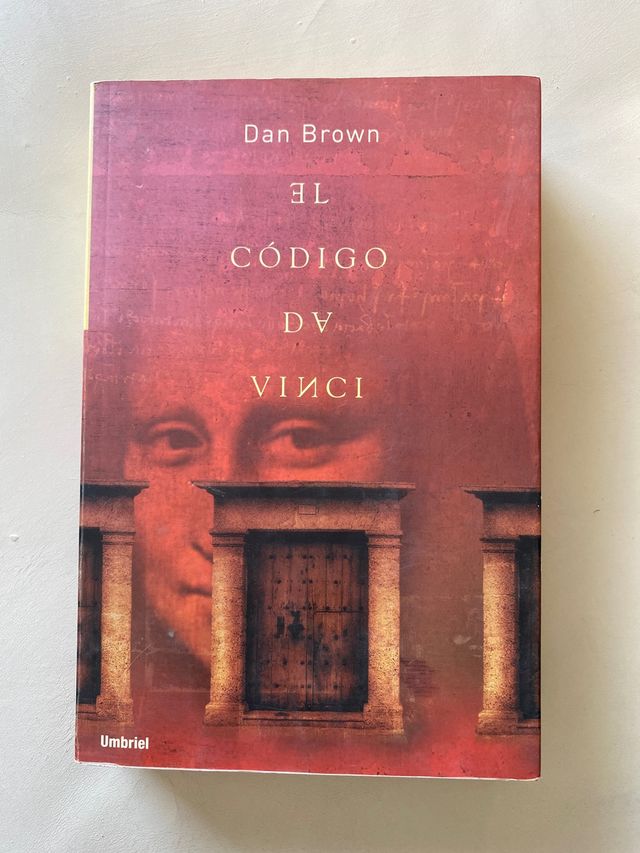 Dan Brown
EL
CÓDIGO
DA
VINCI
Umbriel